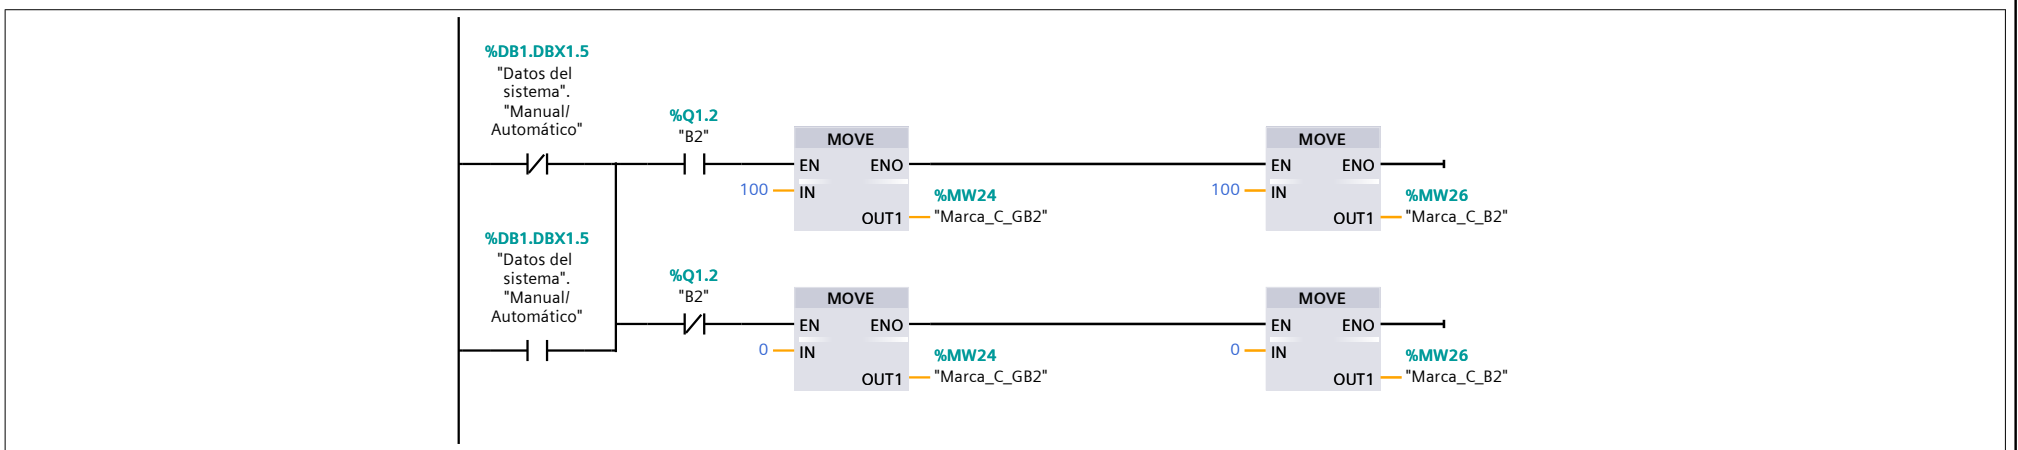 %DB1.DBX1.5
"Datos del
sistema".
"Manual/
Automático"
%Q1.2
"B2"
MOVE
EN ENO
100 IN
OUT1
%MW24
"Marca_C_GB2"
MOVE
EN ENO
100 IN
OUT1
%MW26
"Marca_C_B2"
%DB1.DBX1.5
"Datos del
sistema".
"Manual/
Automático"
%Q1.2
"B2"
MOVE
EN ENO
0 IN
OUT1
%MW24
"Marca_C_GB2"
MOVE
EN ENO
0 IN
OUT1
%MW26
"Marca_C_B2"